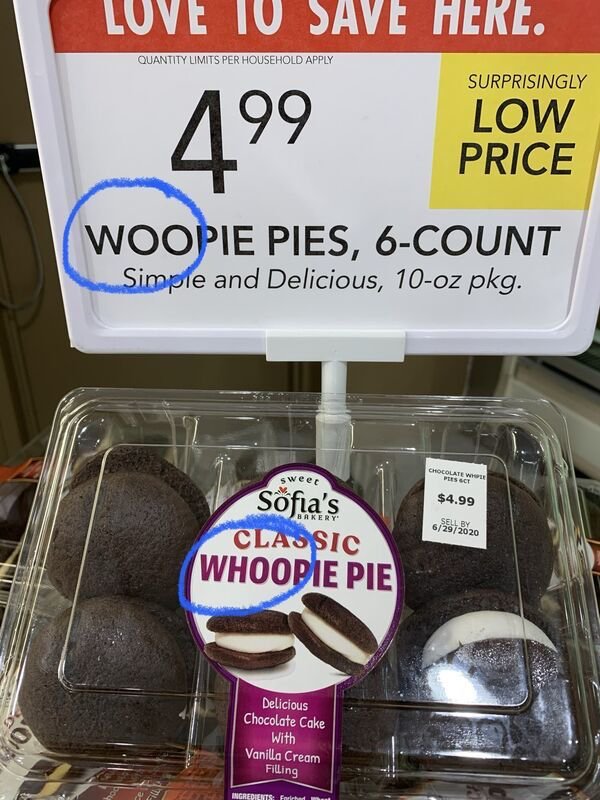 LOVE TO SAVE HERE.
QUANTITY LIMITS PER HOUSEHOLD APPLY
4 99
SURPRISINGLY
LOW
PRICE
WOOPIE PIES, 6-COUNT
Simple and Delicious, 10-oz pkg.
SWEET
Sofia's
BAKERY
CLASSIC
WHOOPIE PIE
CHOCOLATE WHPIE
PIES 6CT
$4.99
SELL BY
6/29/2020
Delicious
Chocolate Cake
With
Vanilla Cream
Filling
INGREDIENTS: Enriched Wheat